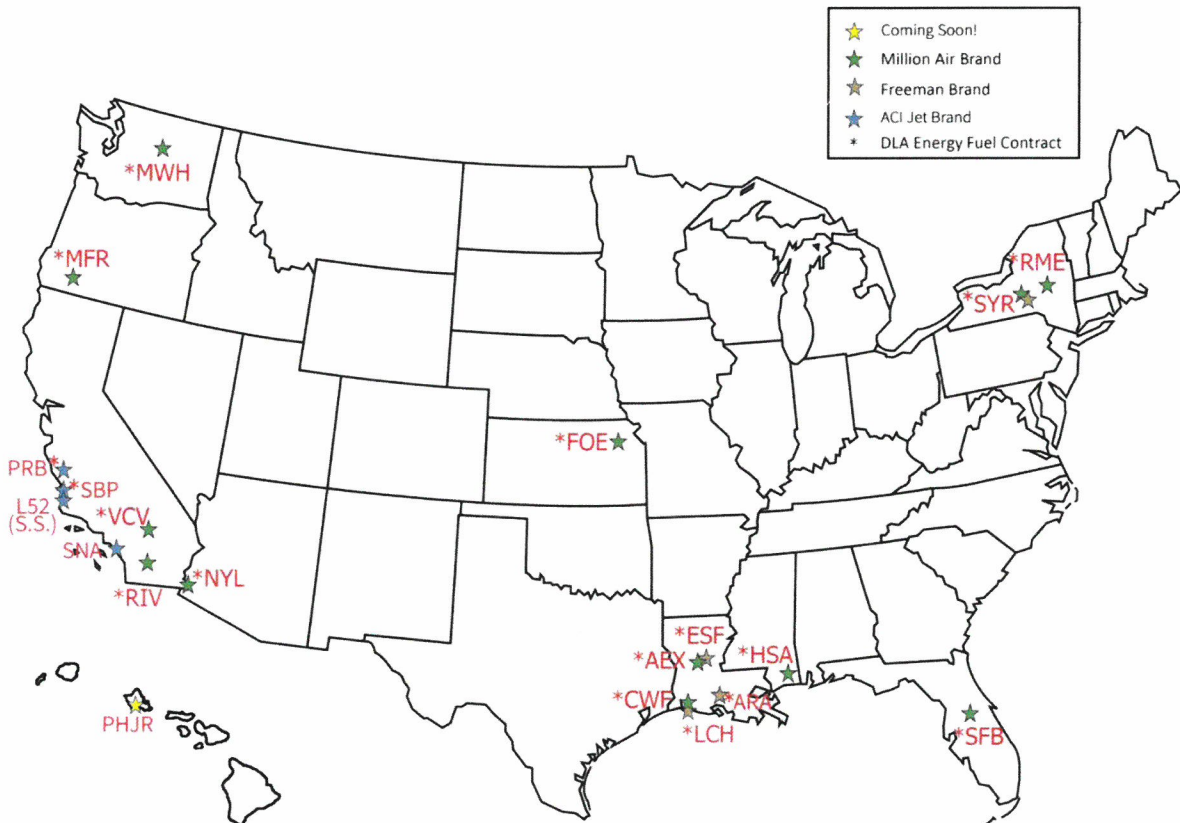 Coming Soon!
Million Air Brand
Freeman Brand
ACI Jet Brand
* DLA Energy Fuel Contract
*MWH
*MFR
*RME
*SYR
*FOE
PRB*
*SBP
L52
(S.S.)
*VCV
SNA
*RIV
*NYL
*ESF
*AEX
*HSA
*CWF
*ARA
*LCH
*SFB
PHJR